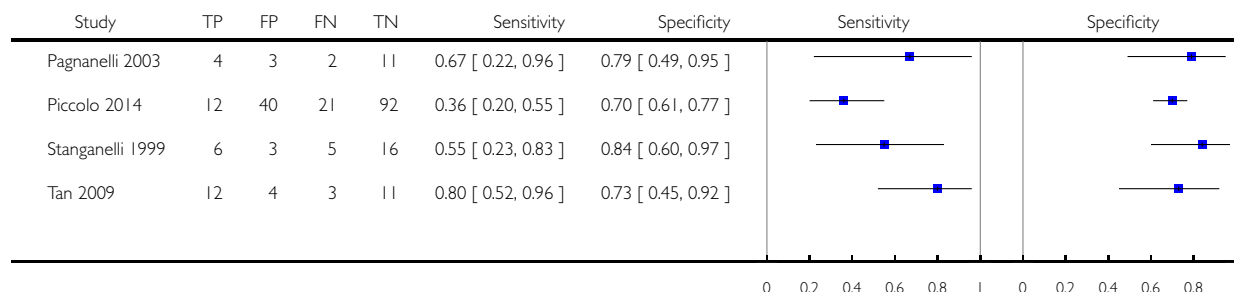 Study TP FP FN TN Sensitivity Specificity Sensitivity Specificity
Pagnanelli 2003 4 3 2 11 0.67 [ 0.22, 0.96 ] 0.79 [ 0.49, 0.95 ]
Piccolo 2014 12 40 21 92 0.36 [ 0.20, 0.55 ] 0.70 [ 0.61, 0.77 ]
Stanganelli 1999 6 3 5 16 0.55 [ 0.23, 0.83 ] 0.84 [ 0.60, 0.97 ]
Tan 2009 12 4 3 11 0.80 [ 0.52, 0.96 ] 0.73 [ 0.45, 0.92 ]
0 0.2 0.4 0.6 0.8 1 0 0.2 0.4 0.6 0.8